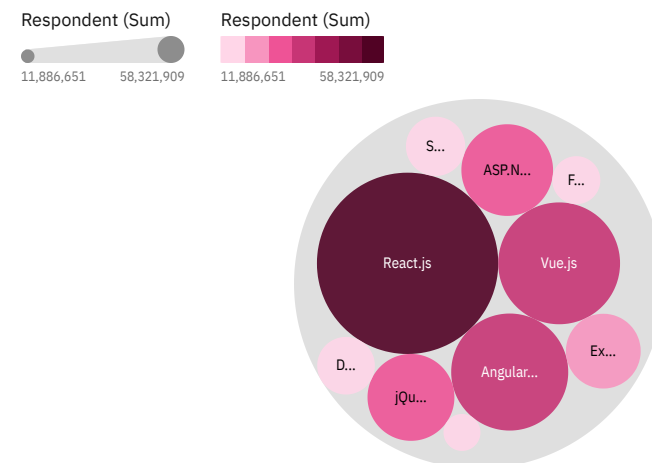 Respondent (Sum)
11,886,651 58,321,909
Respondent (Sum)
11,886,651 58,321,909
S...
ASP.N...
F...
React.js
Vue.js
Ex...
D...
Angular...
jQu...